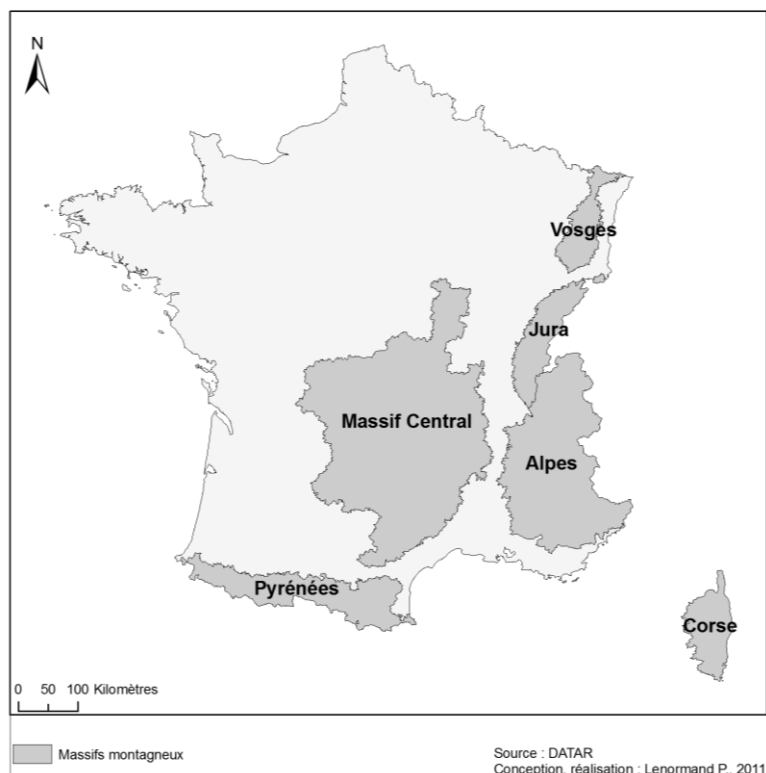 N
Vosges
Jura
Massif Central
Alpes
Pyrénées
Corse
0 50 100 Kilomètres
Massifs montagneux
Source : DATAR
Conception, réalisation : Lenormand P., 2011